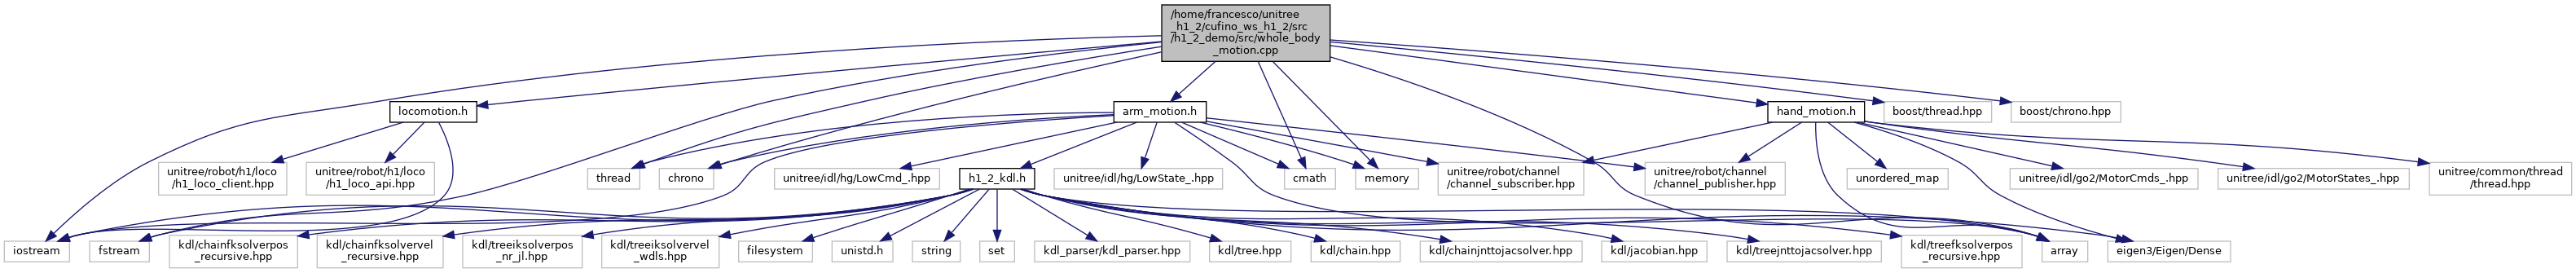 /home/francesco/unitree
_h1_2/cufino_ws_h1_2/src
/h1_2_demo/src/whole_body
_motion.cpp
locomotion.h
arm_motion.h
hand_motion.h
boost/thread.hpp
boost/chrono.hpp
unitree/robot/h1/loco
/h1_loco_client.hpp
unitree/robot/h1/loco
/h1_loco_api.hpp
thread
chrono
unitree/idl/hg/LowCmd_.hpp
h1_2_kdl.h
unitree/idl/hg/LowState_.hpp
cmath
memory
unitree/robot/channel
/channel_subscriber.hpp
unitree/robot/channel
/channel_publisher.hpp
unordered_map
unitree/idl/go2/MotorCmds_.hpp
unitree/idl/go2/MotorStates_.hpp
unitree/common/thread
/thread.hpp
iostream
fstream
kdl/chainfksolverpos
_recursive.hpp
kdl/chainfksolvervel
_recursive.hpp
kdl/treeiksolverpos
_nr_jl.hpp
kdl/treeiksolvervel
_wdls.hpp
filesystem
unistd.h
string
set
kdl_parser/kdl_parser.hpp
kdl/tree.hpp
kdl/chain.hpp
kdl/chainjnttojacsolver.hpp
kdl/jacobian.hpp
kdl/treejnttojacsolver.hpp
kdl/treefksolverpos
_recursive.hpp
array
eigen3/Eigen/Dense